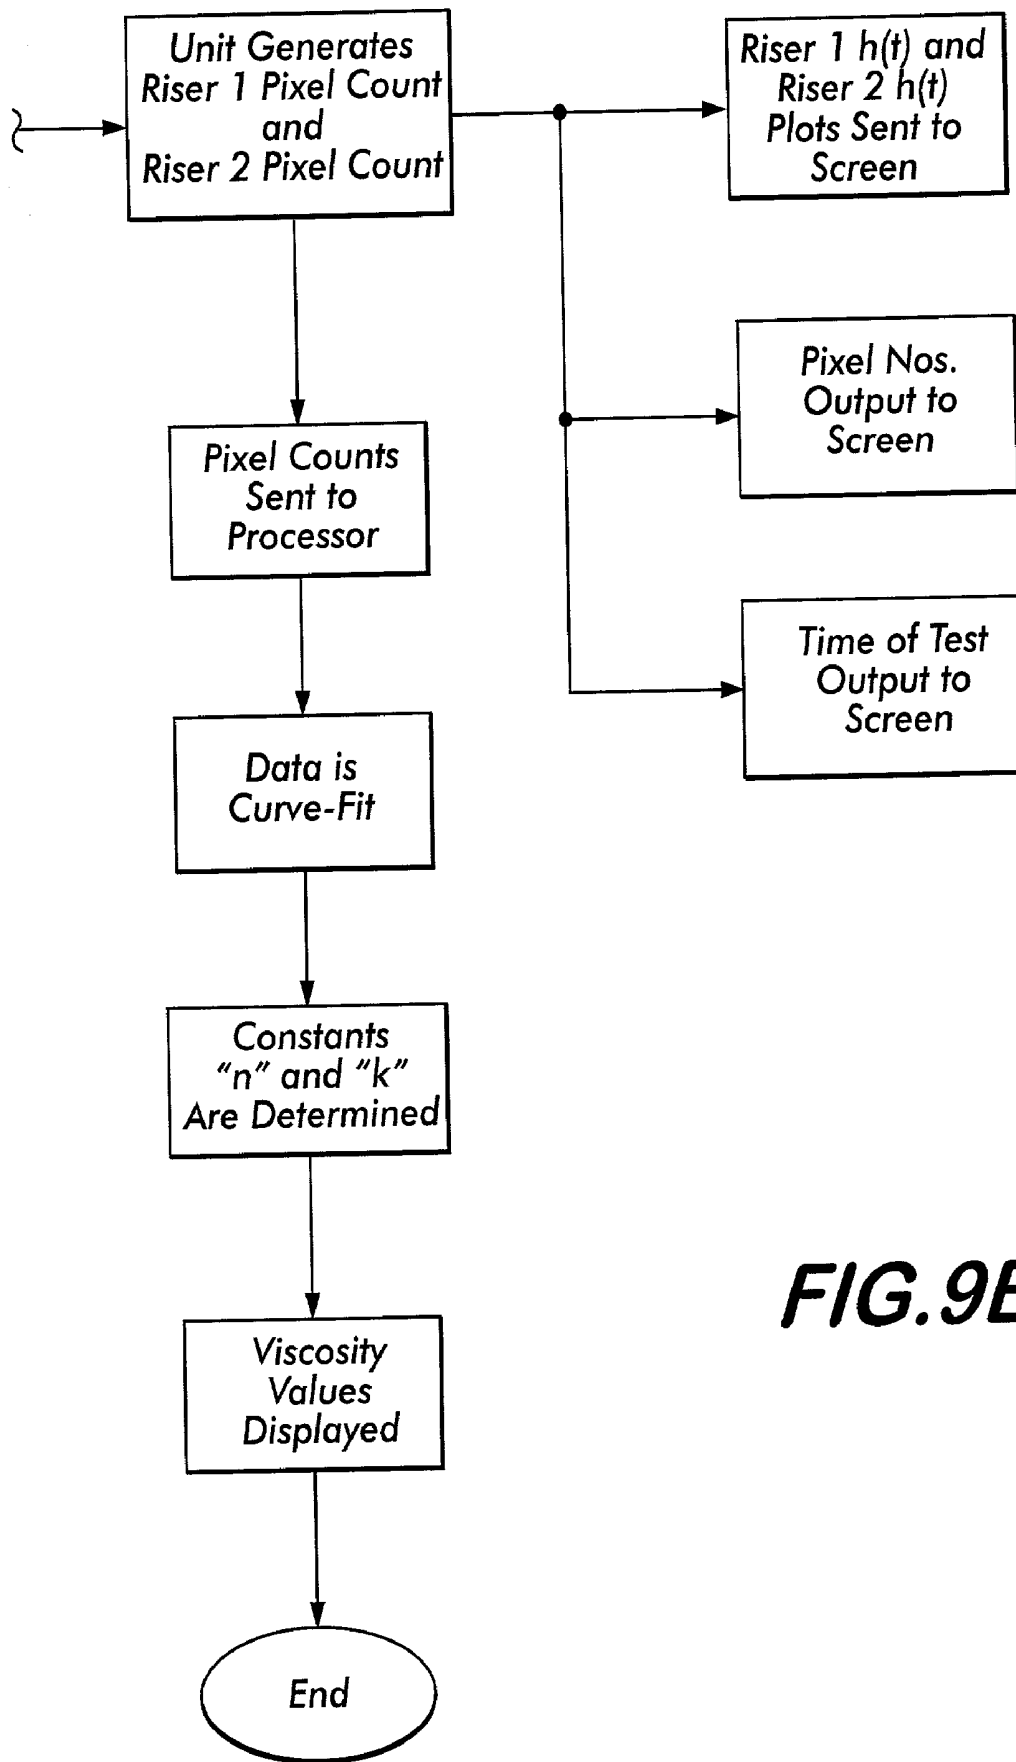 Unit Generates
Riser 1 Pixel Count
and
Riser 2 Pixel Count
Riser 1 h(t) and
Riser 2 h(t)
Plots Sent to
Screen
Pixel Nos.
Output to
Screen
Pixel Counts
Sent to
Processor
Time of Test
Output to
Screen
Data is
Curve-Fit
Constants
"n" and "k"
Are Determined
Viscosity
Values
Displayed
End
FIG.9B